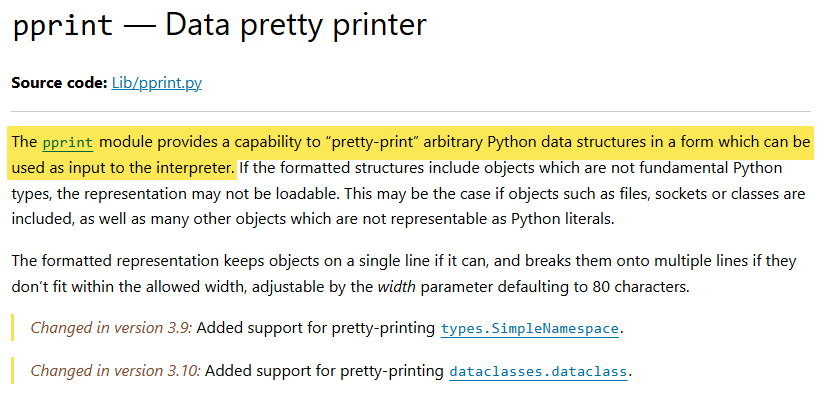 pprint — Data pretty printer
Source code: Lib/pprint.py
The pprint module provides a capability to “pretty-print” arbitrary Python data structures in a form which can be
used as input to the interpreter. If the formatted structures include objects which are not fundamental Python
types, the representation may not be loadable. This may be the case if objects such as files, sockets or classes are
included, as well as many other objects which are not representable as Python literals.
The formatted representation keeps objects on a single line if it can, and breaks them onto multiple lines if they
don’t fit within the allowed width, adjustable by the width parameter defaulting to 80 characters.
Changed in version 3.9: Added support for pretty-printing types.SimpleNamespace.
Changed in version 3.10: Added support for pretty-printing dataclasses.dataclass.